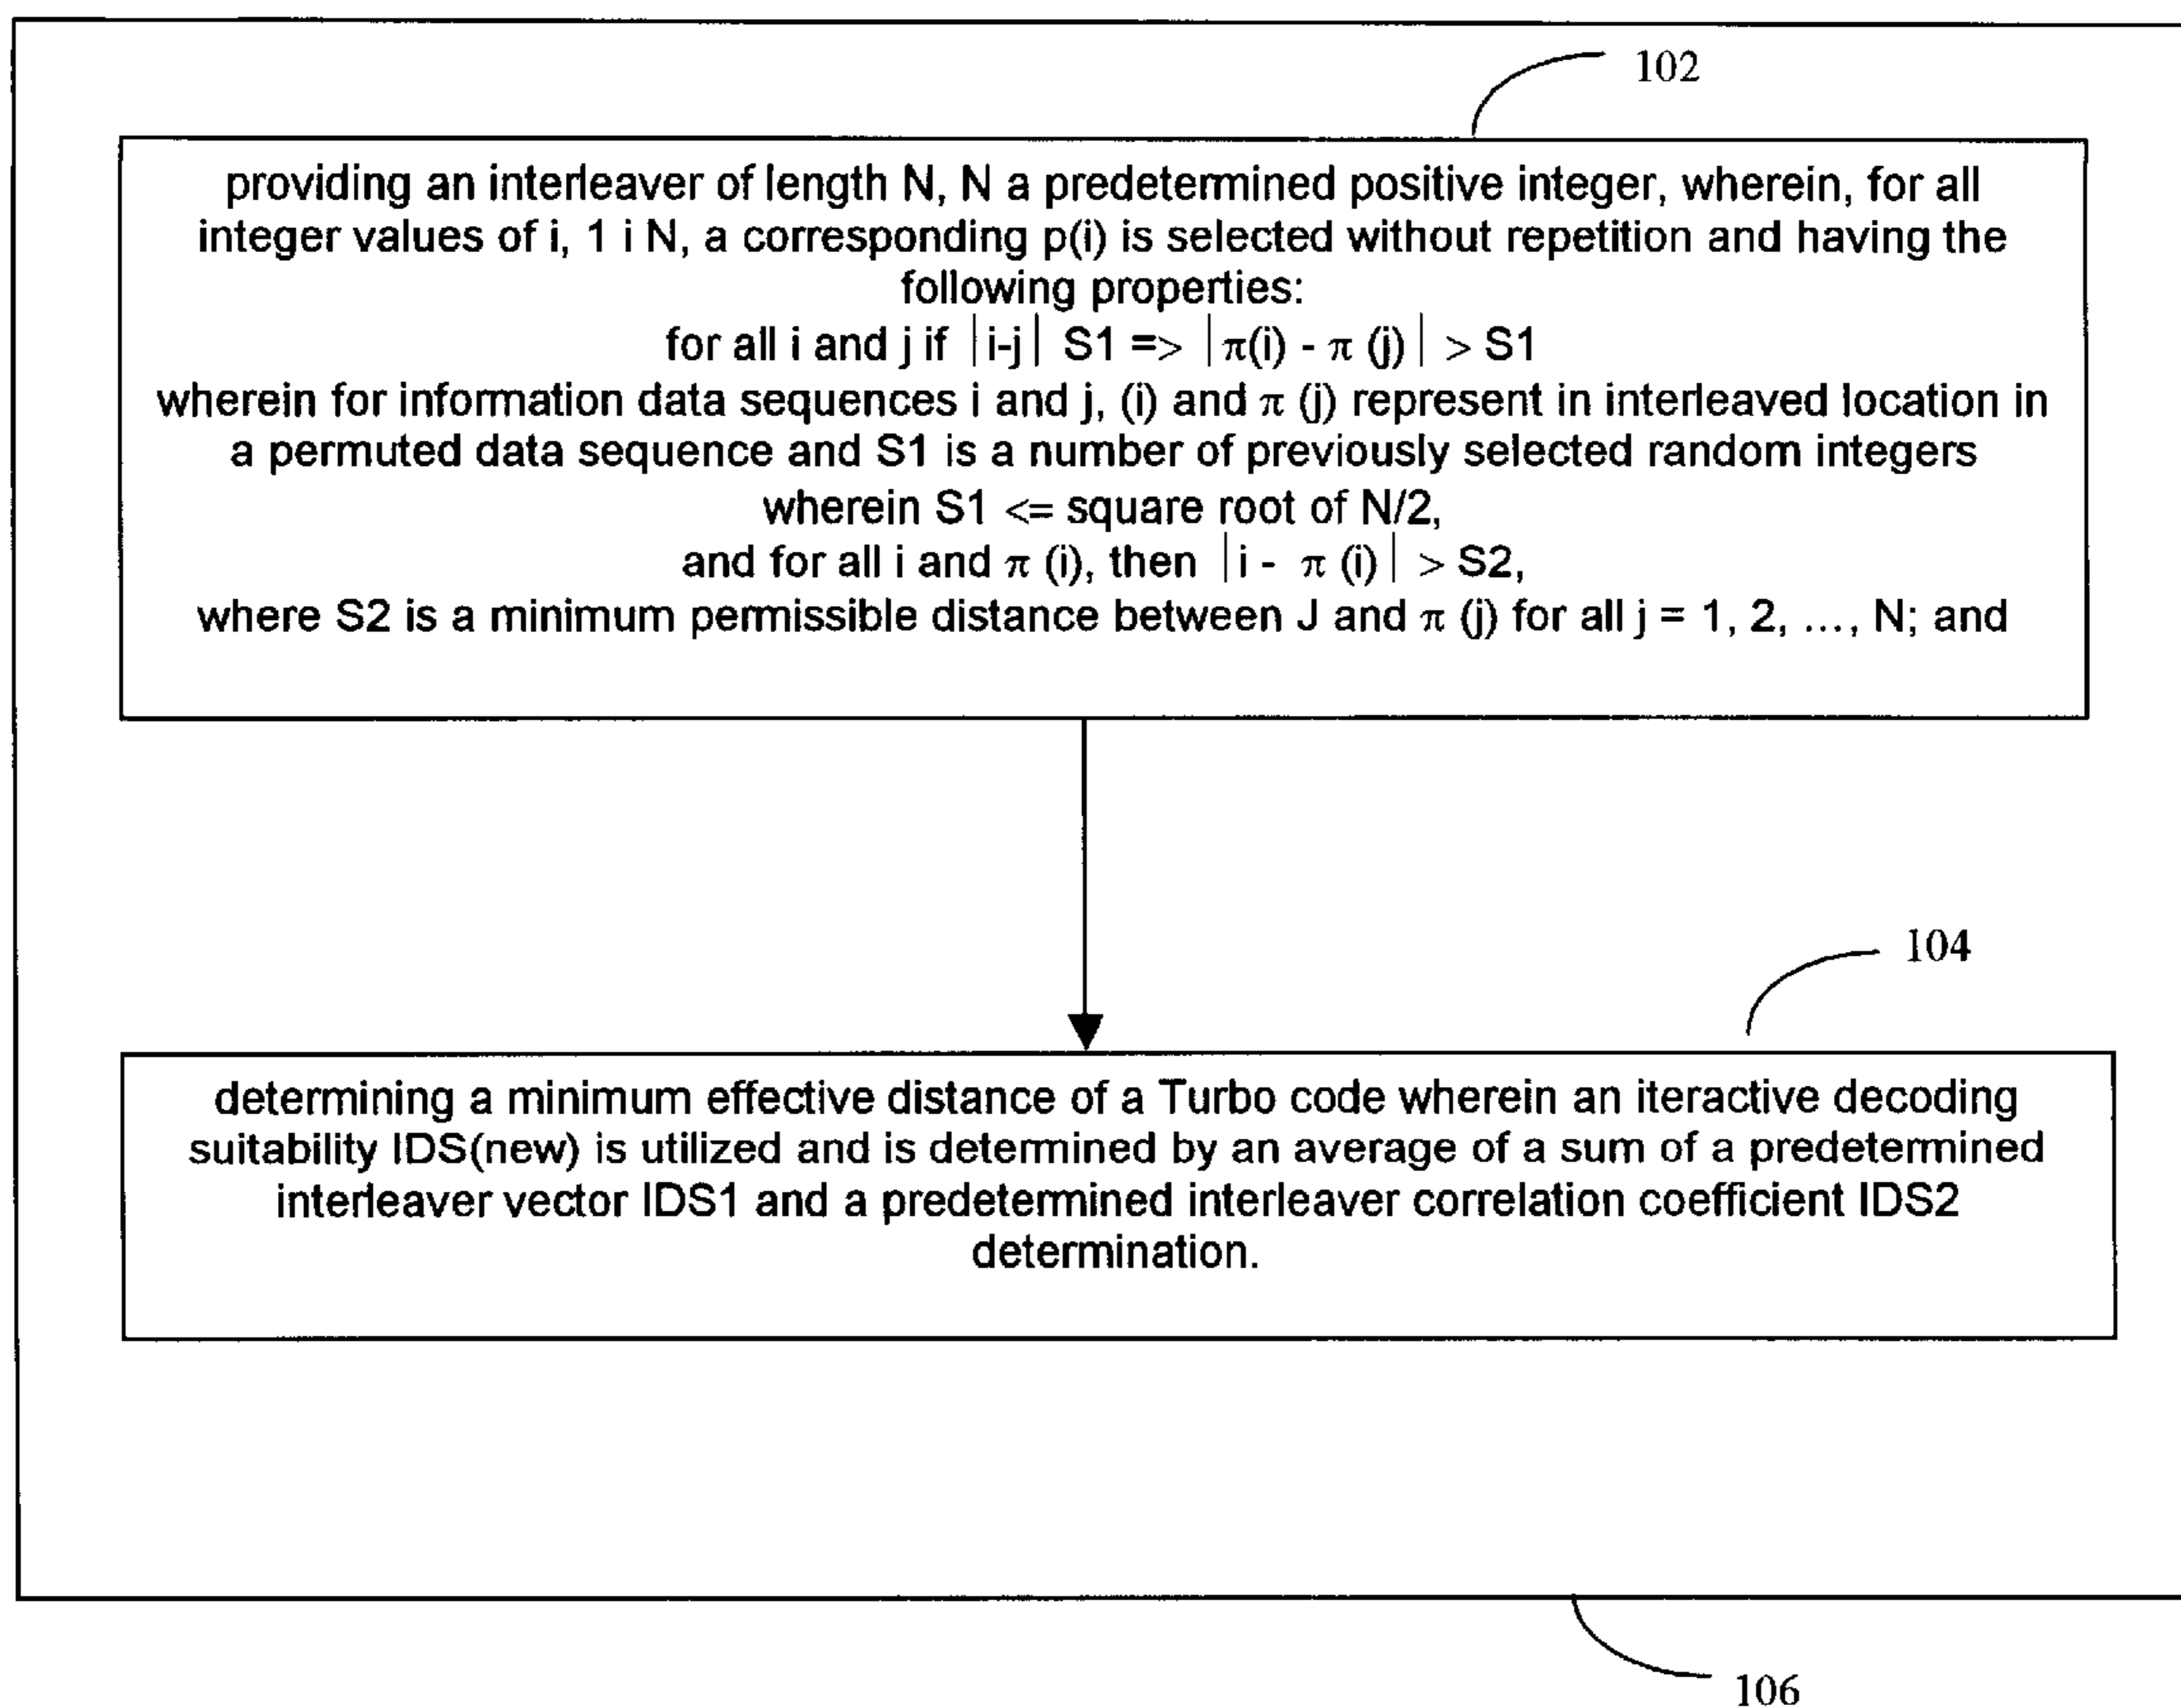 102
providing an interleaver of length N, N a predetermined positive integer, wherein, for all
integer values of i, 1 i N, a corresponding p(i) is selected without repetition and having the
following properties:
for all i and j if |i-j| S1 => |π(i) - π (j)| > S1
wherein for information data sequences i and j, (i) and π (j) represent in interleaved location in
a permuted data sequence and S1 is a number of previously selected random integers
wherein S1 <= square root of N/2,
and for all i and π (i), then |i - π (i)| > S2,
where S2 is a minimum permissible distance between J and π (j) for all j = 1, 2, ..., N; and
104
determining a minimum effective distance of a Turbo code wherein an iteractive decoding
suitability IDS(new) is utilized and is determined by an average of a sum of a predetermined
interleaver vector IDS1 and a predetermined interleaver correlation coefficient IDS2
determination.
106